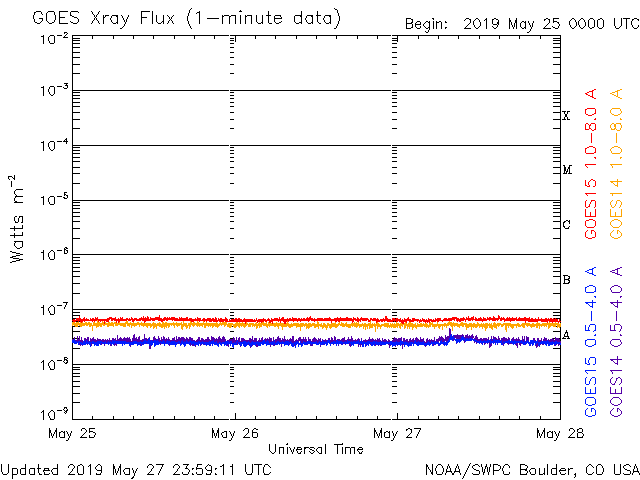 GOES Xray Flux (1-minute data)
Begin: 2019 May 25 0000 UTC
Watts m⁻²
10⁻²
10⁻³
10⁻⁴
10⁻⁵
10⁻⁶
10⁻⁷
10⁻⁸
10⁻⁹
X
M
C
B
A
GOES15 1.0-8.0 A
GOES14 1.0-8.0 A
GOES15 0.5-4.0 A
GOES14 0.5-4.0 A
May 25
May 26
May 27
May 28
Universal Time
Updated 2019 May 27 23:59:11 UTC
NOAA/SWPC Boulder, CO USA